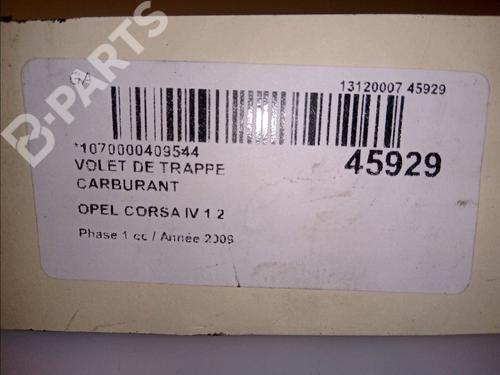 GA
13120007 45929
*1070000409544
45929
VOLET DE TRAPPE
CARBURANT
OPEL CORSA IV 1 2
Phase 1 cc / Année 2009
B-PARTS